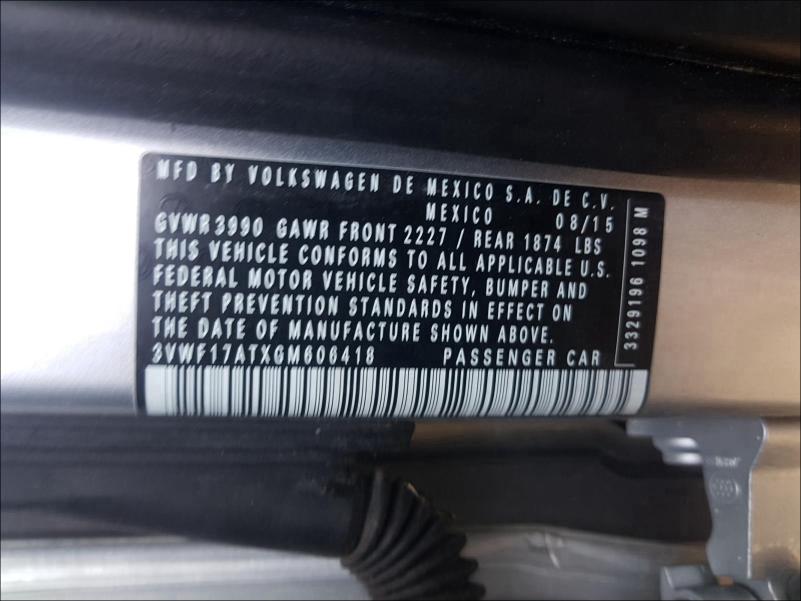 MFD BY VOLKSWAGEN DE MEXICO S.A. DE C.V.
MEXICO 08/15
GVWR3990 GAWR FRONT 2227 / REAR 1874 LBS
THIS VEHICLE CONFORMS TO ALL APPLICABLE U.S.
FEDERAL MOTOR VEHICLE SAFETY, BUMPER AND
THEFT PREVENTION STANDARDS IN EFFECT ON
THE DATE OF MANUFACTURE SHOWN ABOVE.
3VWF17ATXGM606418 PASSENGER CAR
3329196 1098 M